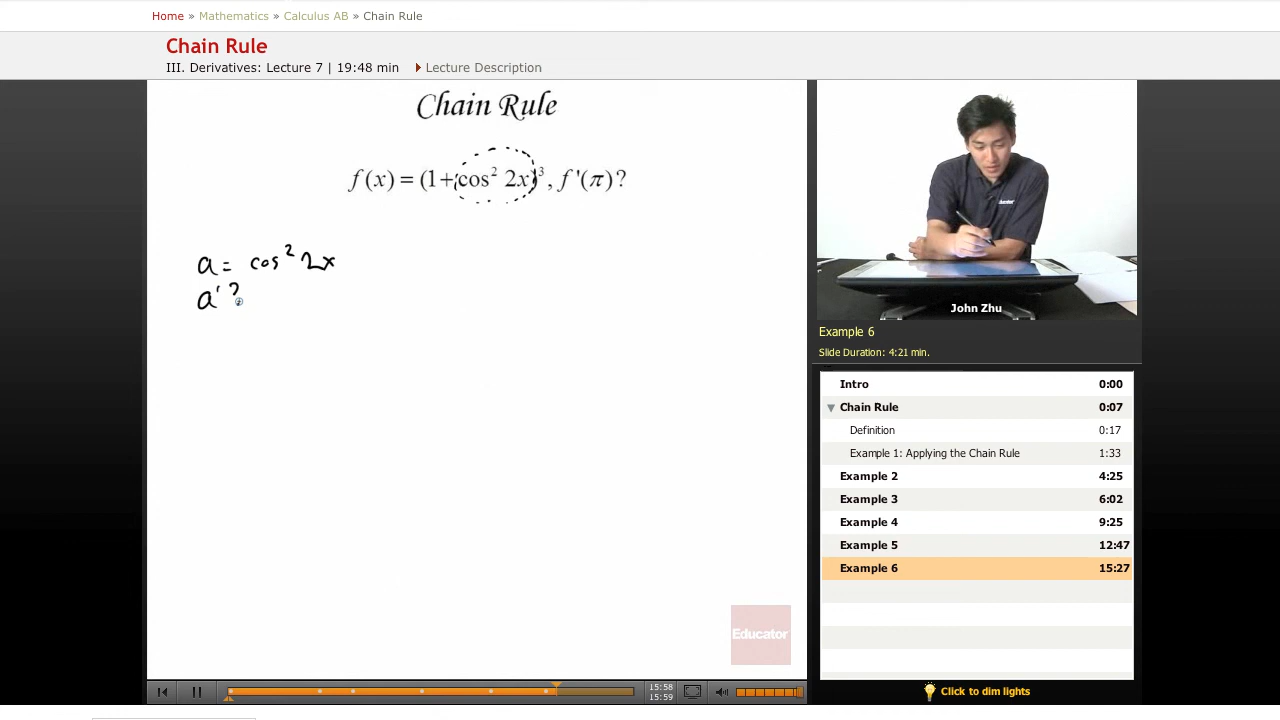 Home » Mathematics » Calculus AB » Chain Rule
Chain Rule
III. Derivatives: Lecture 7 | 19:48 min
Lecture Description
Chain Rule
f(x) = (1+cos² 2x)³, f'(π)?
a = cos² 2x
a' ?
Educator
Educator
John Zhu
Example 6
Slide Duration: 4:21 min.
Intro 0:00
Chain Rule 0:07
Definition 0:17
Example 1: Applying the Chain Rule 1:33
Example 2 4:25
Example 3 6:02
Example 4 9:25
Example 5 12:47
Example 6 15:27
15:58
15:59
Click to dim lights